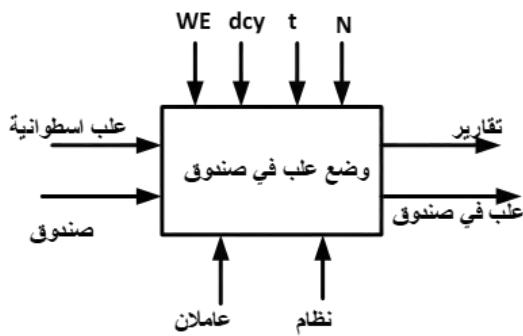 WE dcy t N
علب اسطوانية
تقارير
وضع علب في صندوق
صندوق
علب في صندوق
عاملان
نظام